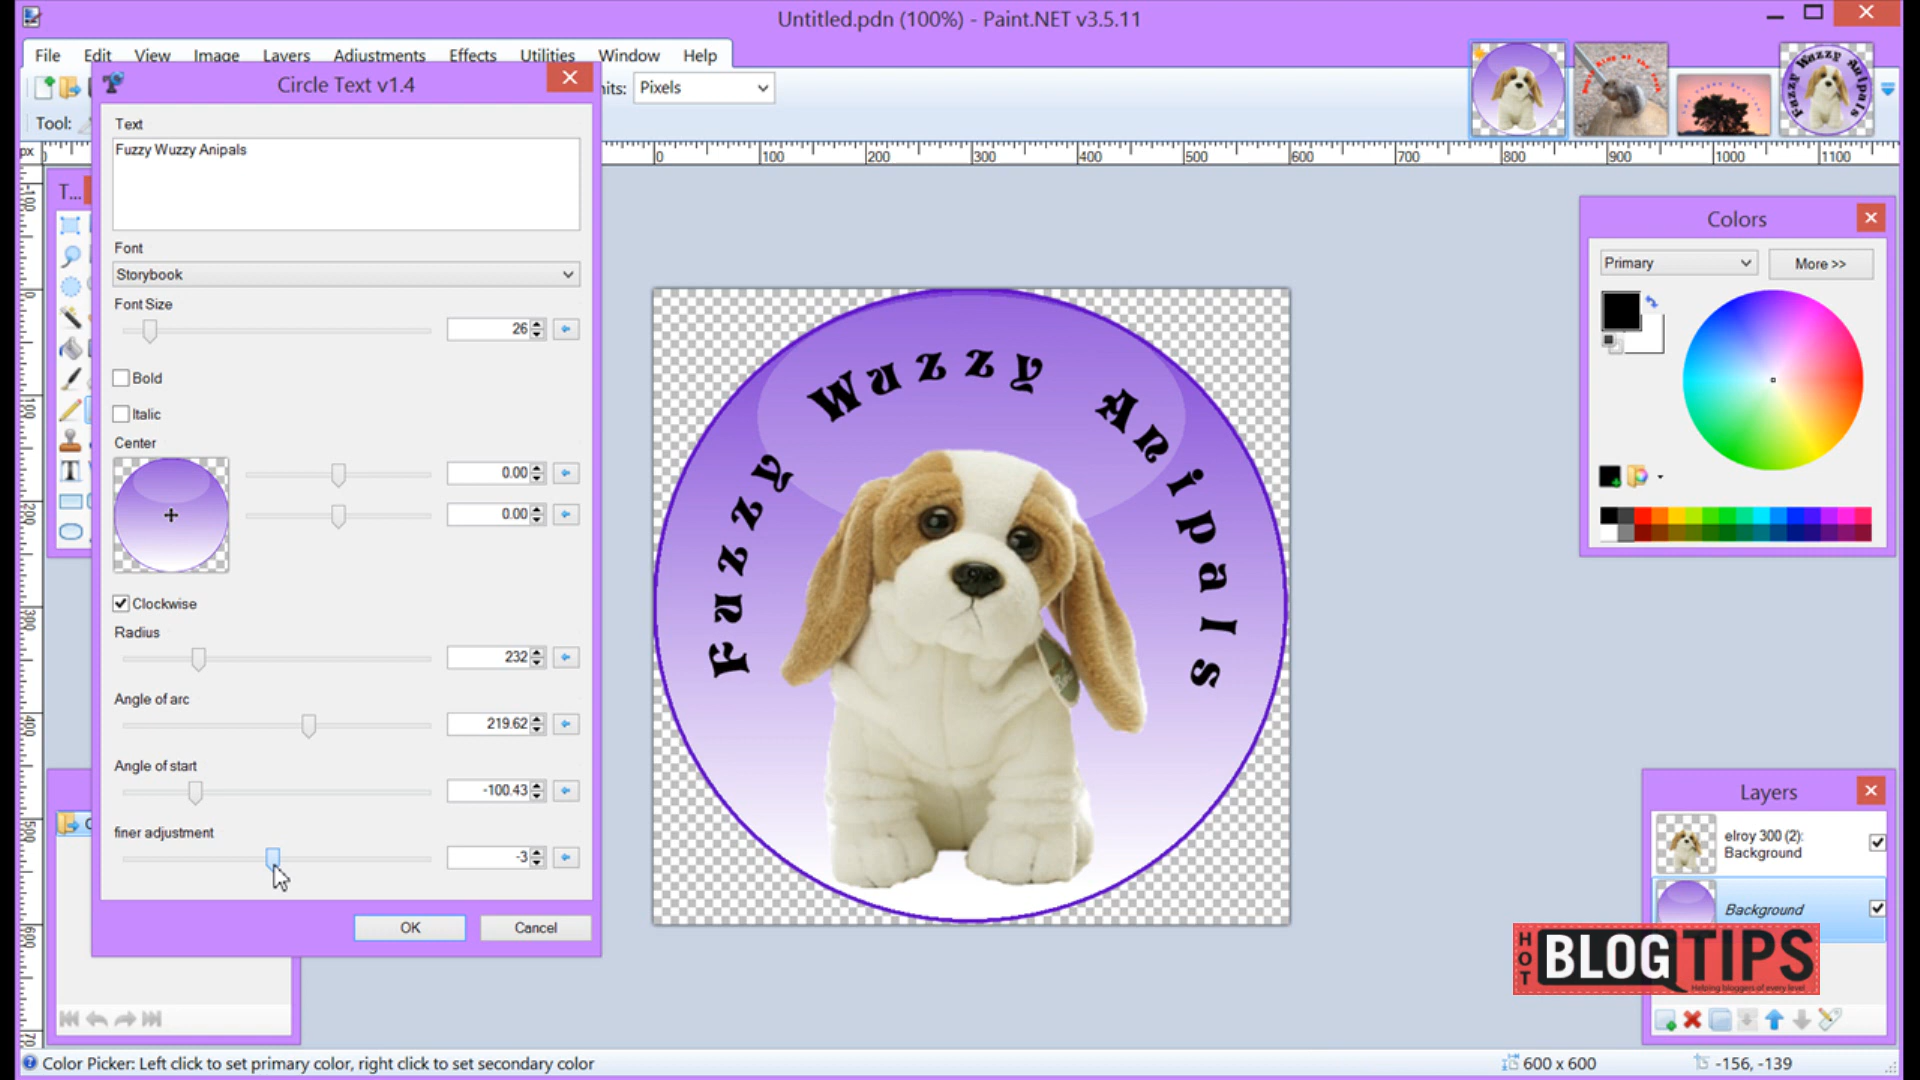 Untitled.pdn (100%) - Paint.NET v3.5.11
File Edit View Image Layers Adjustments Effects Utilities Window Help
Circle Text v1.4
Pixels
Tool:
Text
Fuzzy Wuzzy Anipals
Font
Storybook
Font Size
26
Bold
Italic
Center
0.00
0.00
Clockwise
Radius
232
Angle of arc
219.62
Angle of start
-100.43
finer adjustment
-3
OK Cancel
px
0 100 200 300 400 500 600 700 800 900 1000 1100
T...
Fuzzy Wuzzy Anipals
Fuzzy Wuzzy Anipals
Colors
Primary
More >>
Layers
elroy 300 (2):
Background
Background
HOT BLOGTIPS
Helping bloggers of every level
Color Picker: Left click to set primary color, right click to set secondary color
600 x 600
-156, -139